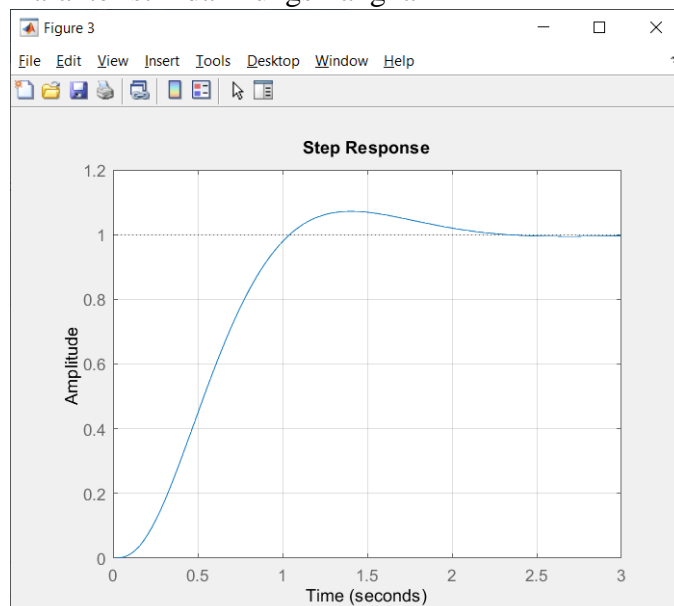 Figure 3
File Edit View Insert Tools Desktop Window Help
Step Response
1.2
1
0.8
0.6
0.4
0.2
0
Amplitude
0 0.5 1 1.5 2 2.5 3
Time (seconds)